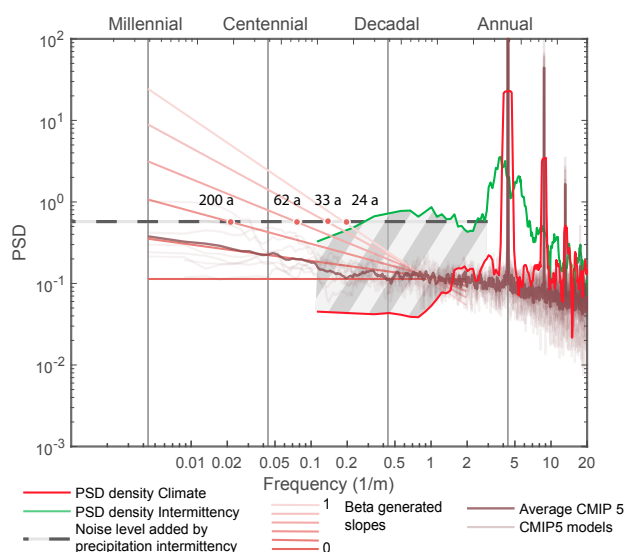 Millennial Centennial Decadal Annual
10^2
10^1
10^0
10^-1
10^-2
10^-3
PSD
200 a 62 a 33 a 24 a
0.01 0.02 0.05 0.1 0.2 0.5 1 2 5 10 20
Frequency (1/m)
PSD density Climate
PSD density Intermittency
Noise level added by
precipitation intermittency
1 Beta generated
slopes
0
Average CMIP 5
CMIP5 models